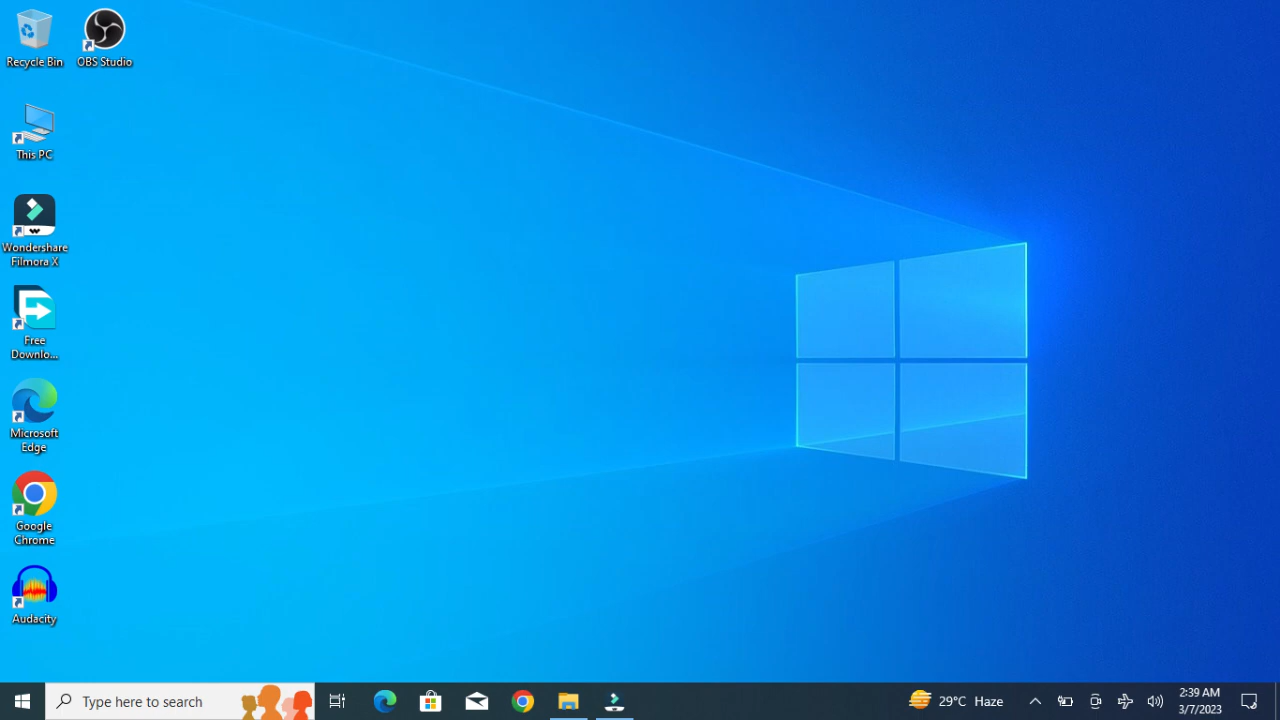 Recycle Bin
OBS Studio
This PC
Wondershare
Filmora X
Free
Downlo...
Microsoft
Edge
Google
Chrome
Audacity
Type here to search
29°C Haze
2:39 AM
3/7/2023